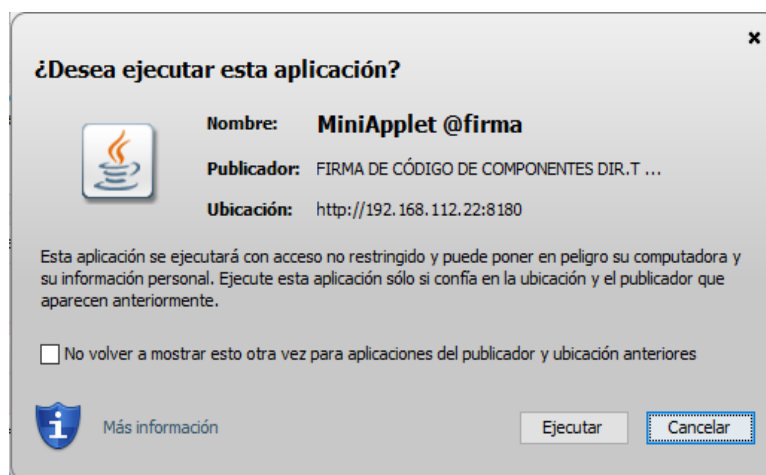 ¿Desea ejecutar esta aplicación?
Nombre: MiniApplet @firma
Publicador: FIRMA DE CÓDIGO DE COMPONENTES DIR.T ...
Ubicación: http://192.168.112.22:8180
Esta aplicación se ejecutará con acceso no restringido y puede poner en peligro su computadora y
su información personal. Ejecute esta aplicación sólo si confía en la ubicación y el publicador que
aparecen anteriormente.
No volver a mostrar esto otra vez para aplicaciones del publicador y ubicación anteriores
Más información
Ejecutar
Cancelar